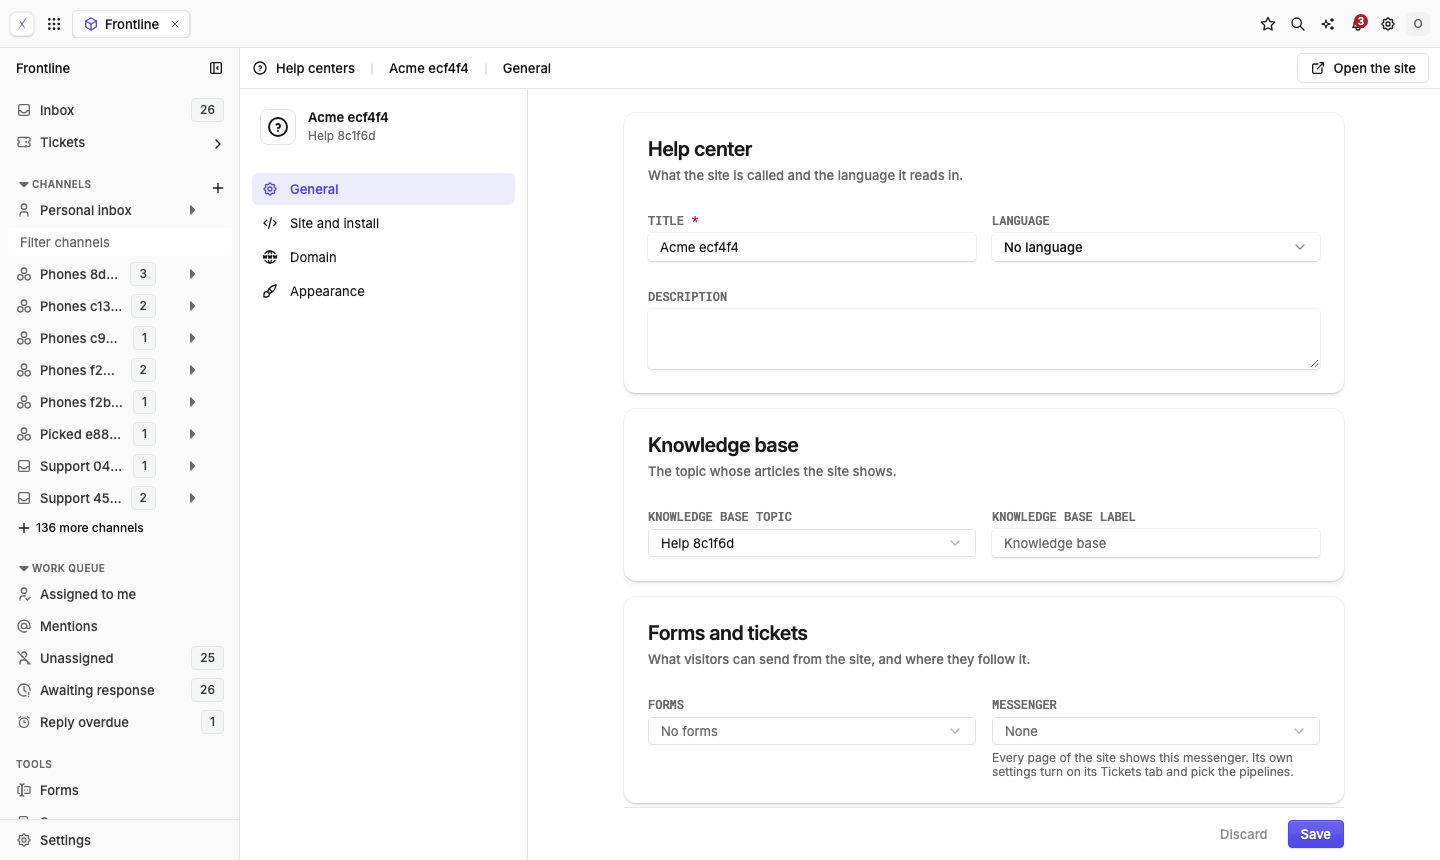 Frontline
3
O
Frontline
Help centers
Acme ecf4f4
General
Open the site
Inbox
26
Tickets
CHANNELS
Personal inbox
Filter channels
Phones 8d...
3
Phones c13...
2
Phones c9...
1
Phones f2...
2
Phones f2b...
1
Picked e88...
1
Support 04...
1
Support 45...
2
136 more channels
WORK QUEUE
Assigned to me
Mentions
Unassigned
25
Awaiting response
26
Reply overdue
1
TOOLS
Forms
Settings
Acme ecf4f4
Help 8c1f6d
General
Site and install
Domain
Appearance
Help center
What the site is called and the language it reads in.
TITLE *
LANGUAGE
Acme ecf4f4
No language
DESCRIPTION
Knowledge base
The topic whose articles the site shows.
KNOWLEDGE BASE TOPIC
KNOWLEDGE BASE LABEL
Help 8c1f6d
Knowledge base
Forms and tickets
What visitors can send from the site, and where they follow it.
FORMS
MESSENGER
No forms
None
Every page of the site shows this messenger. Its own
settings turn on its Tickets tab and pick the pipelines.
Discard
Save